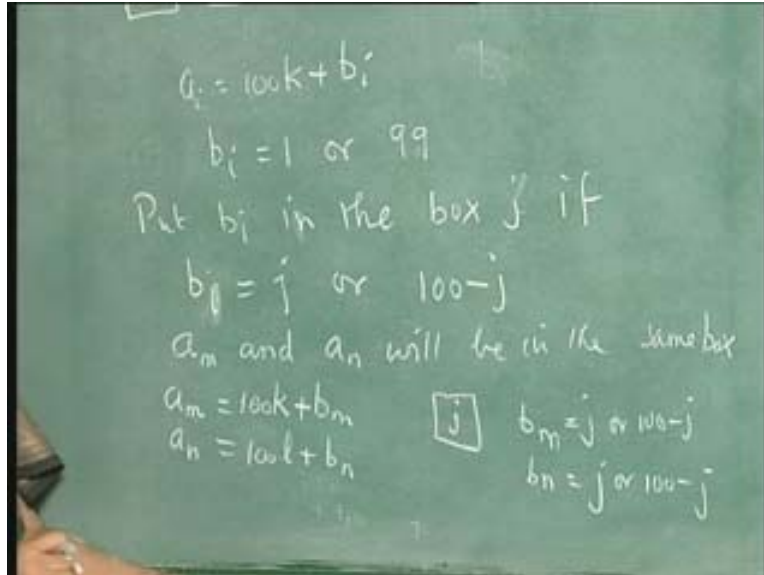 aᵢ = 100k + bᵢ
bᵢ = 1 or 99
Put bᵢ in the box j if
bᵢ = j or 100-j
aₘ and aₙ will be in the same box
aₘ = 100k + bₘ
aₙ = 100l + bₙ
j
bₘ = j or 100-j
bₙ = j or 100-j